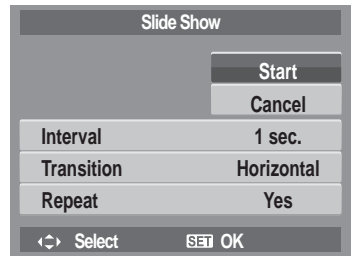 Slide Show
Start
Cancel
Interval 1 sec.
Transition Horizontal
Repeat Yes
Select SET OK